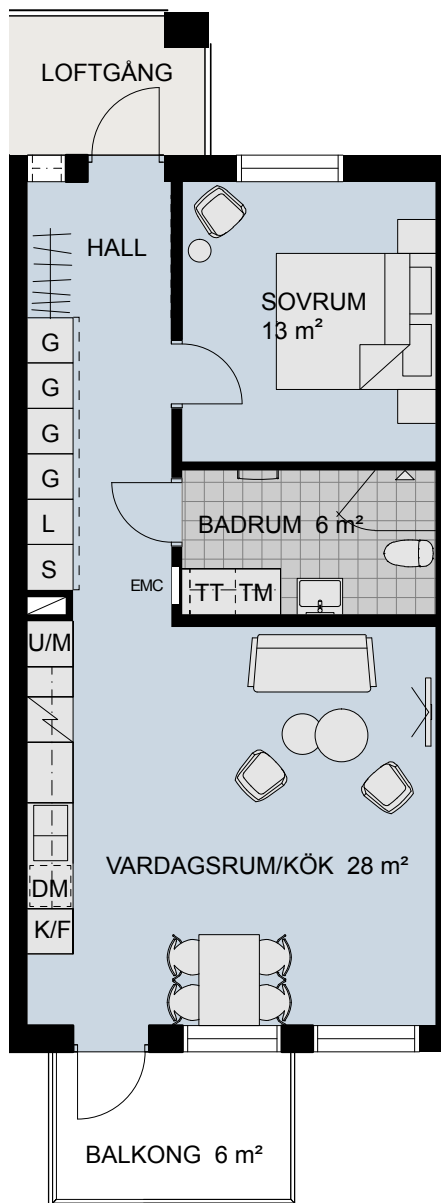 LOFTGÅNG
HALL
SOVRUM
13 m²
G
G
G
G
L
S
BADRUM 6 m²
EMC
TT TM
U/M
VARDAGSRUM/KÖK 28 m²
DM
K/F
BALKONG 6 m²